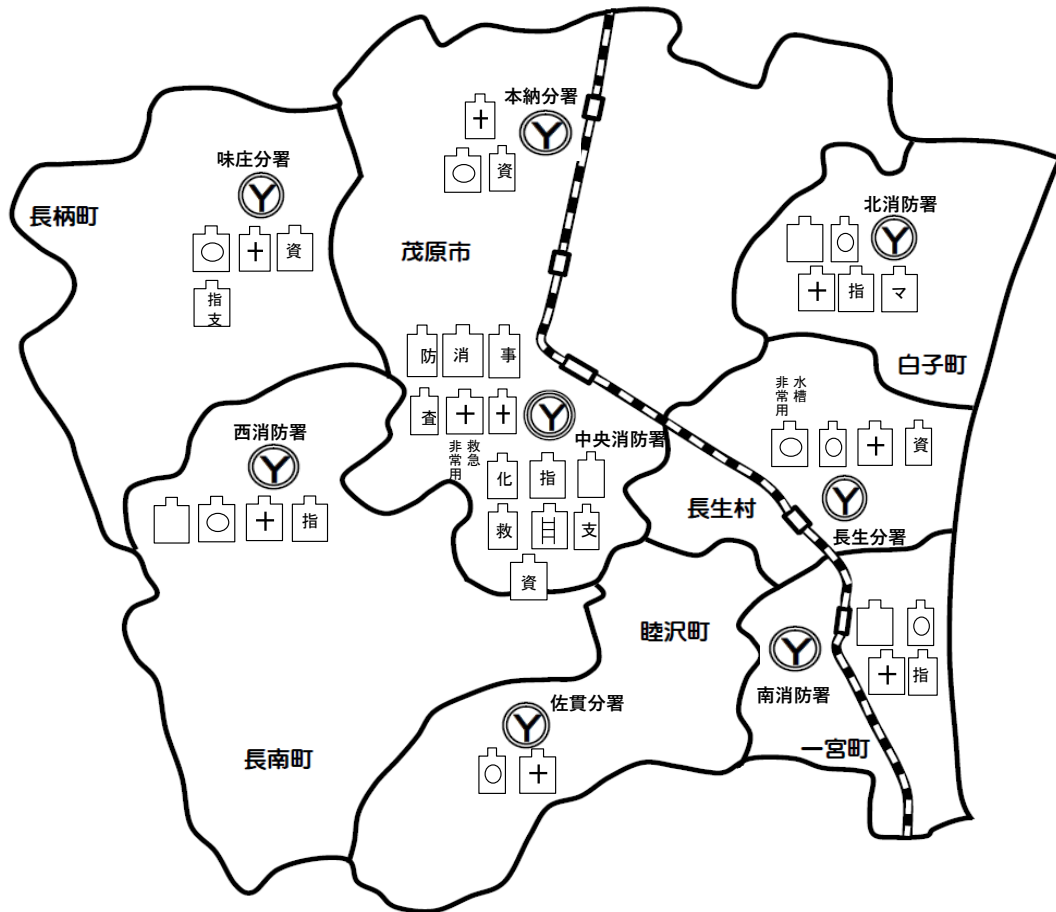 本納分署
資
味庄分署
長柄町
資
指支
茂原市
北消防署
指
マ
白子町
防
消
事
査
非常用
救急
中央消防署
化
指
救
支
資
西消防署
指
非常用
水槽
資
長生分署
長生村
睦沢町
南消防署
指
一宮町
佐貫分署
長南町